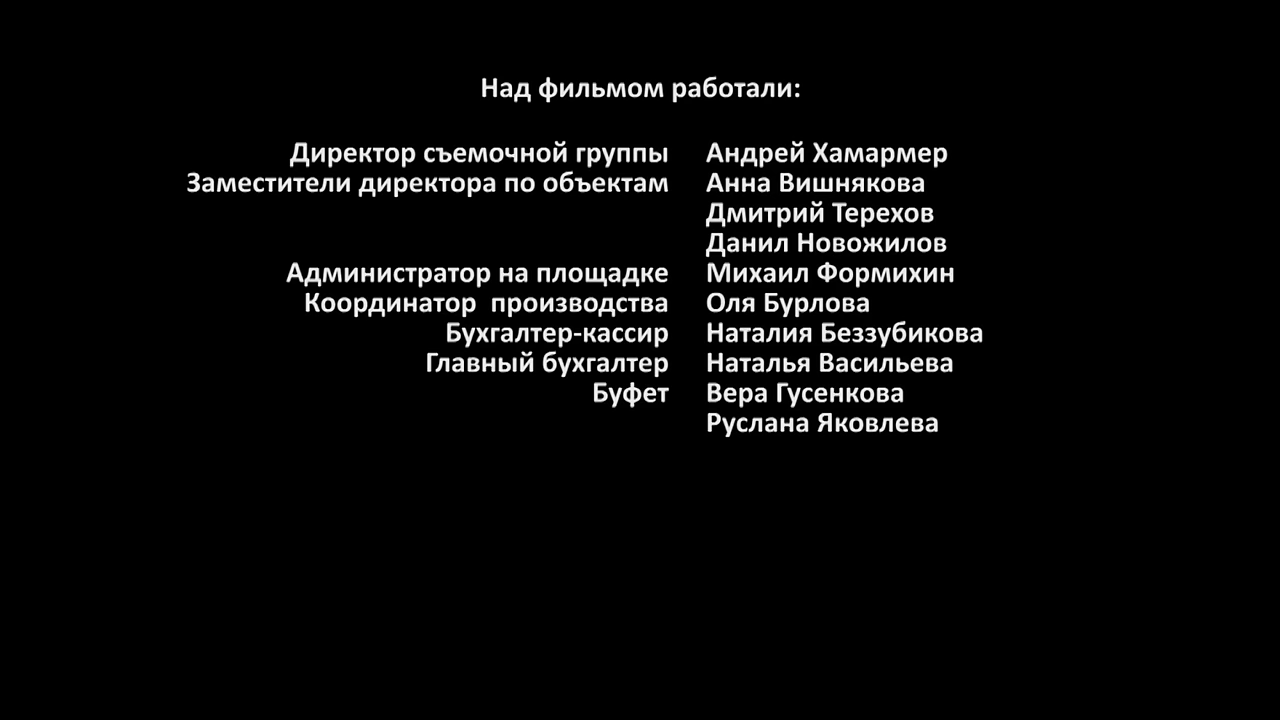 Над фильмом работали:
Директор съемочной группы Андрей Хамармер
Заместители директора по объектам Анна Вишнякова
Дмитрий Терехов
Данил Новожилов
Администратор на площадке Михаил Формихин
Координатор производства Оля Бурлова
Бухгалтер-кассир Наталия Беззубикова
Главный бухгалтер Наталья Васильева
Буфет Вера Гусенкова
Руслана Яковлева